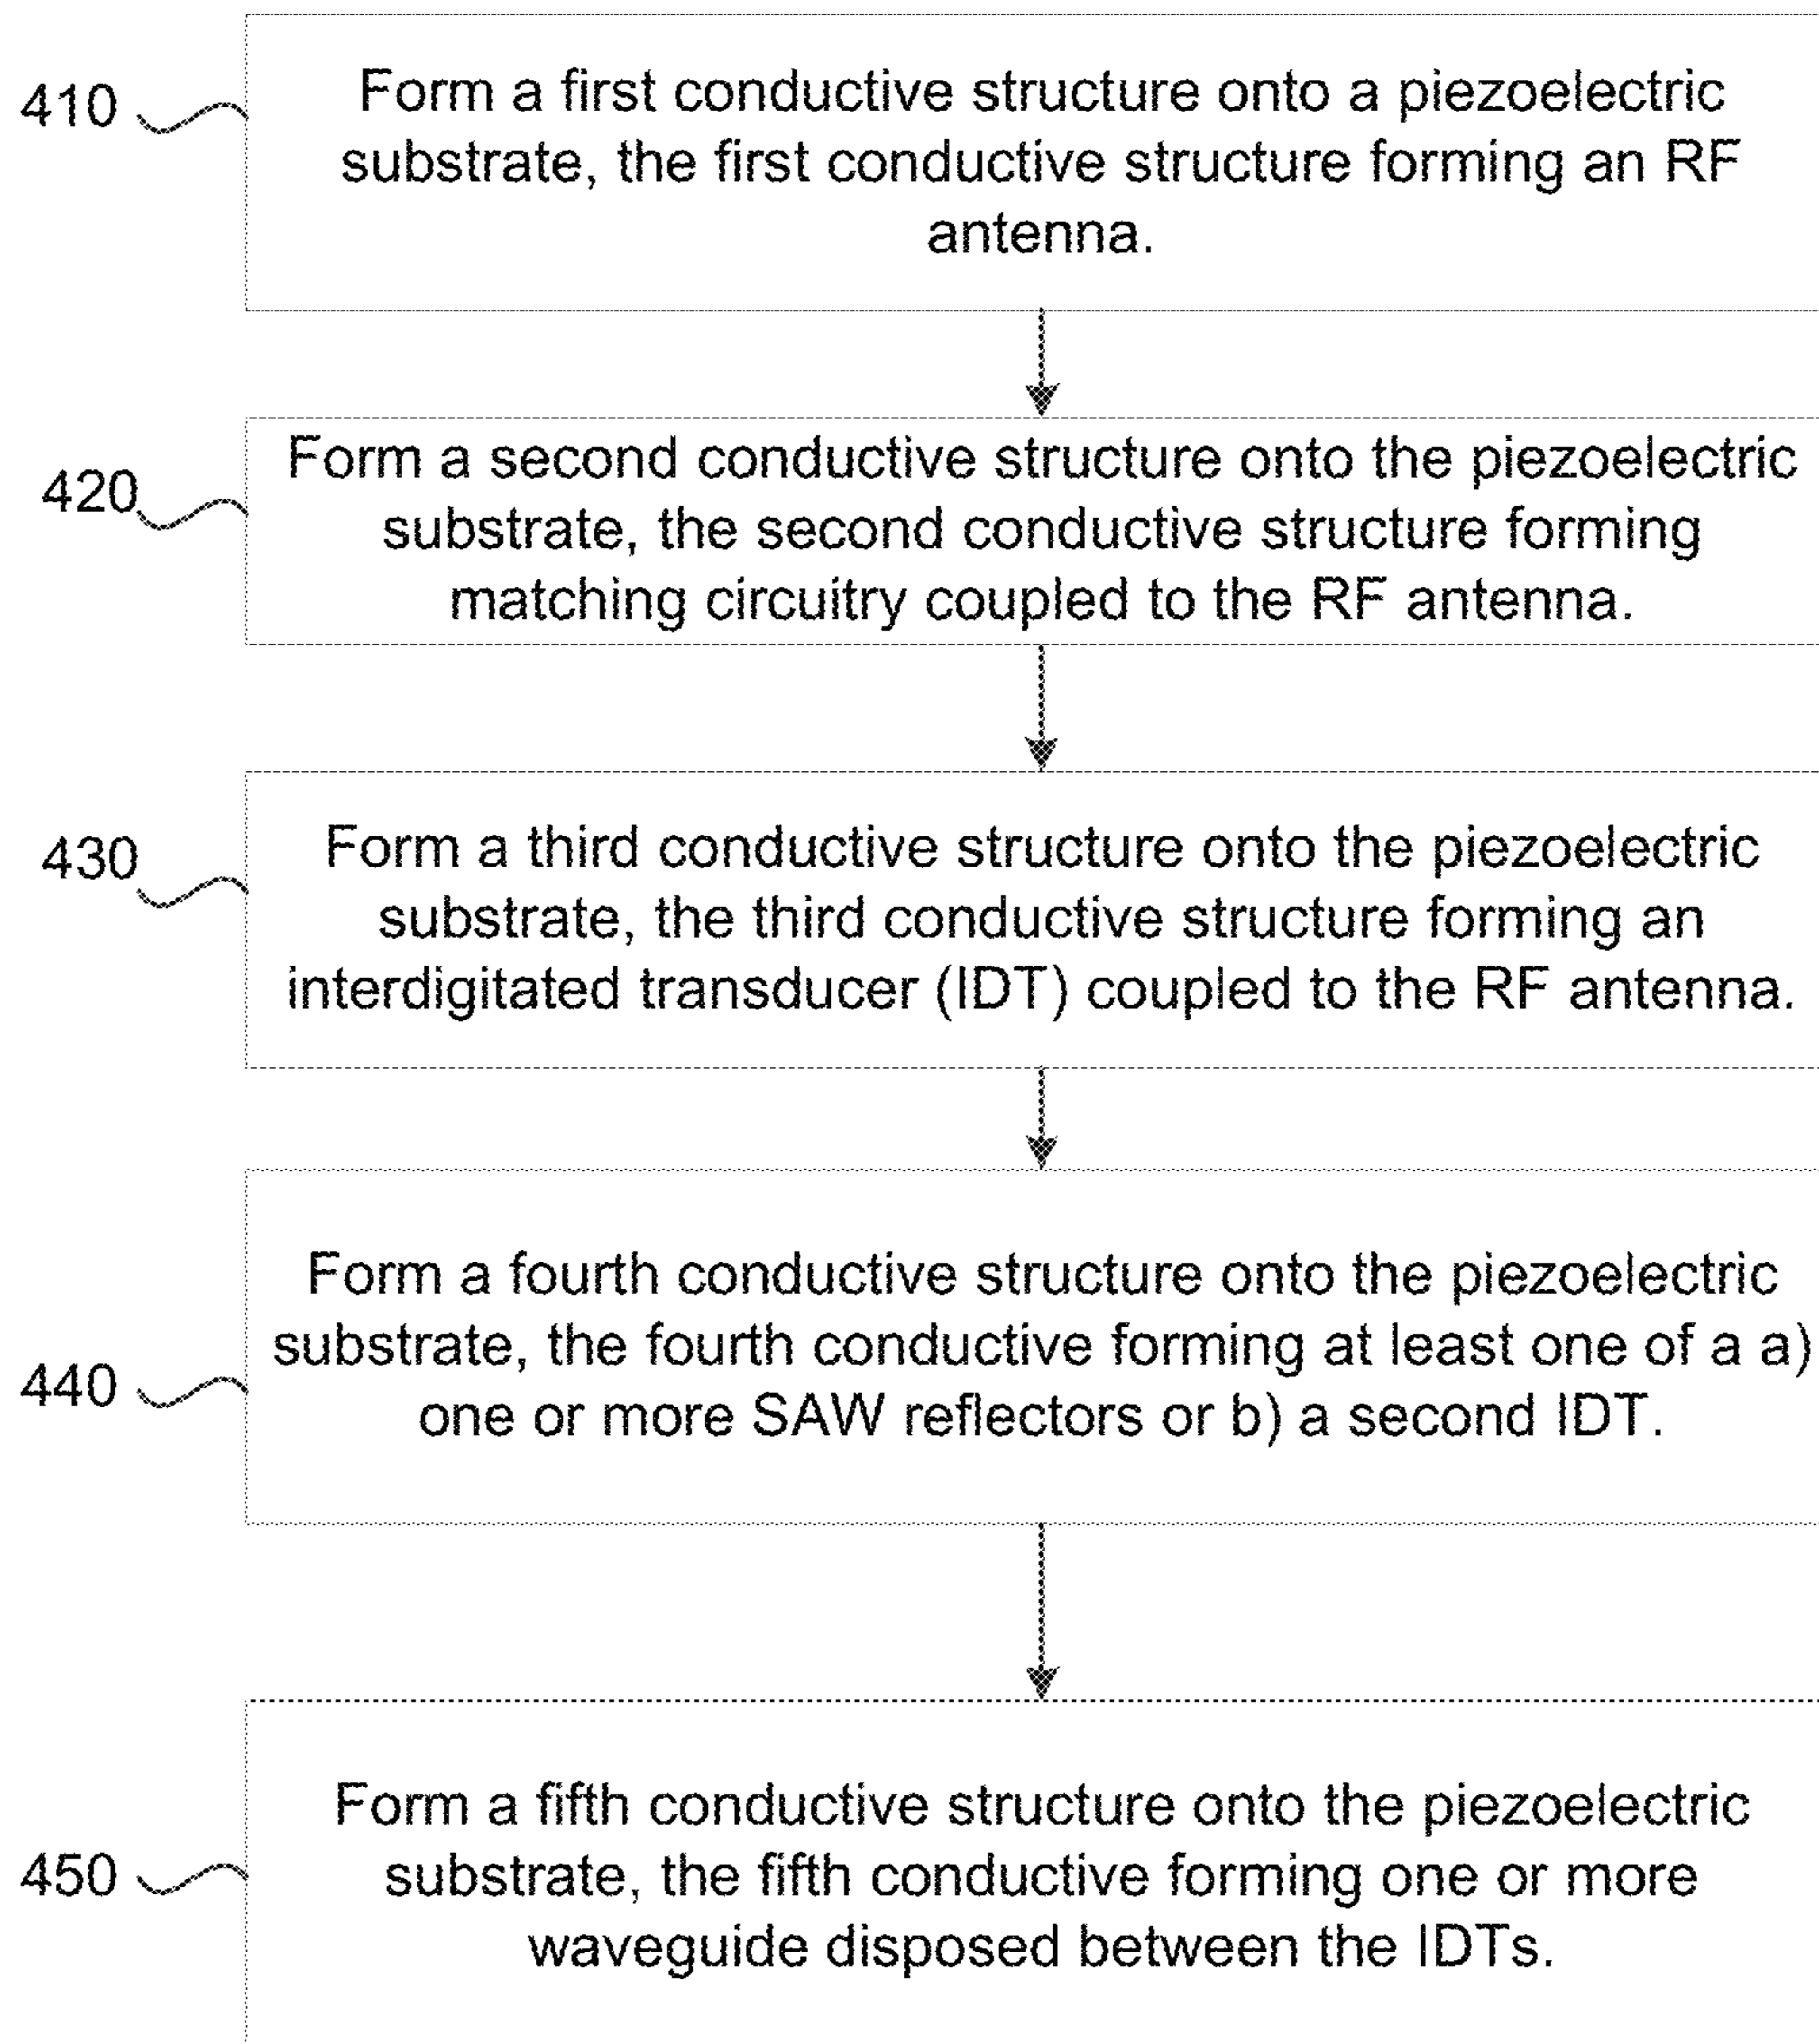 410
Form a first conductive structure onto a piezoelectric
substrate, the first conductive structure forming an RF
antenna.
420
Form a second conductive structure onto the piezoelectric
substrate, the second conductive structure forming
matching circuitry coupled to the RF antenna.
430
Form a third conductive structure onto the piezoelectric
substrate, the third conductive structure forming an
interdigitated transducer (IDT) coupled to the RF antenna.
440
Form a fourth conductive structure onto the piezoelectric
substrate, the fourth conductive forming at least one of a a)
one or more SAW reflectors or b) a second IDT.
450
Form a fifth conductive structure onto the piezoelectric
substrate, the fifth conductive forming one or more
waveguide disposed between the IDTs.